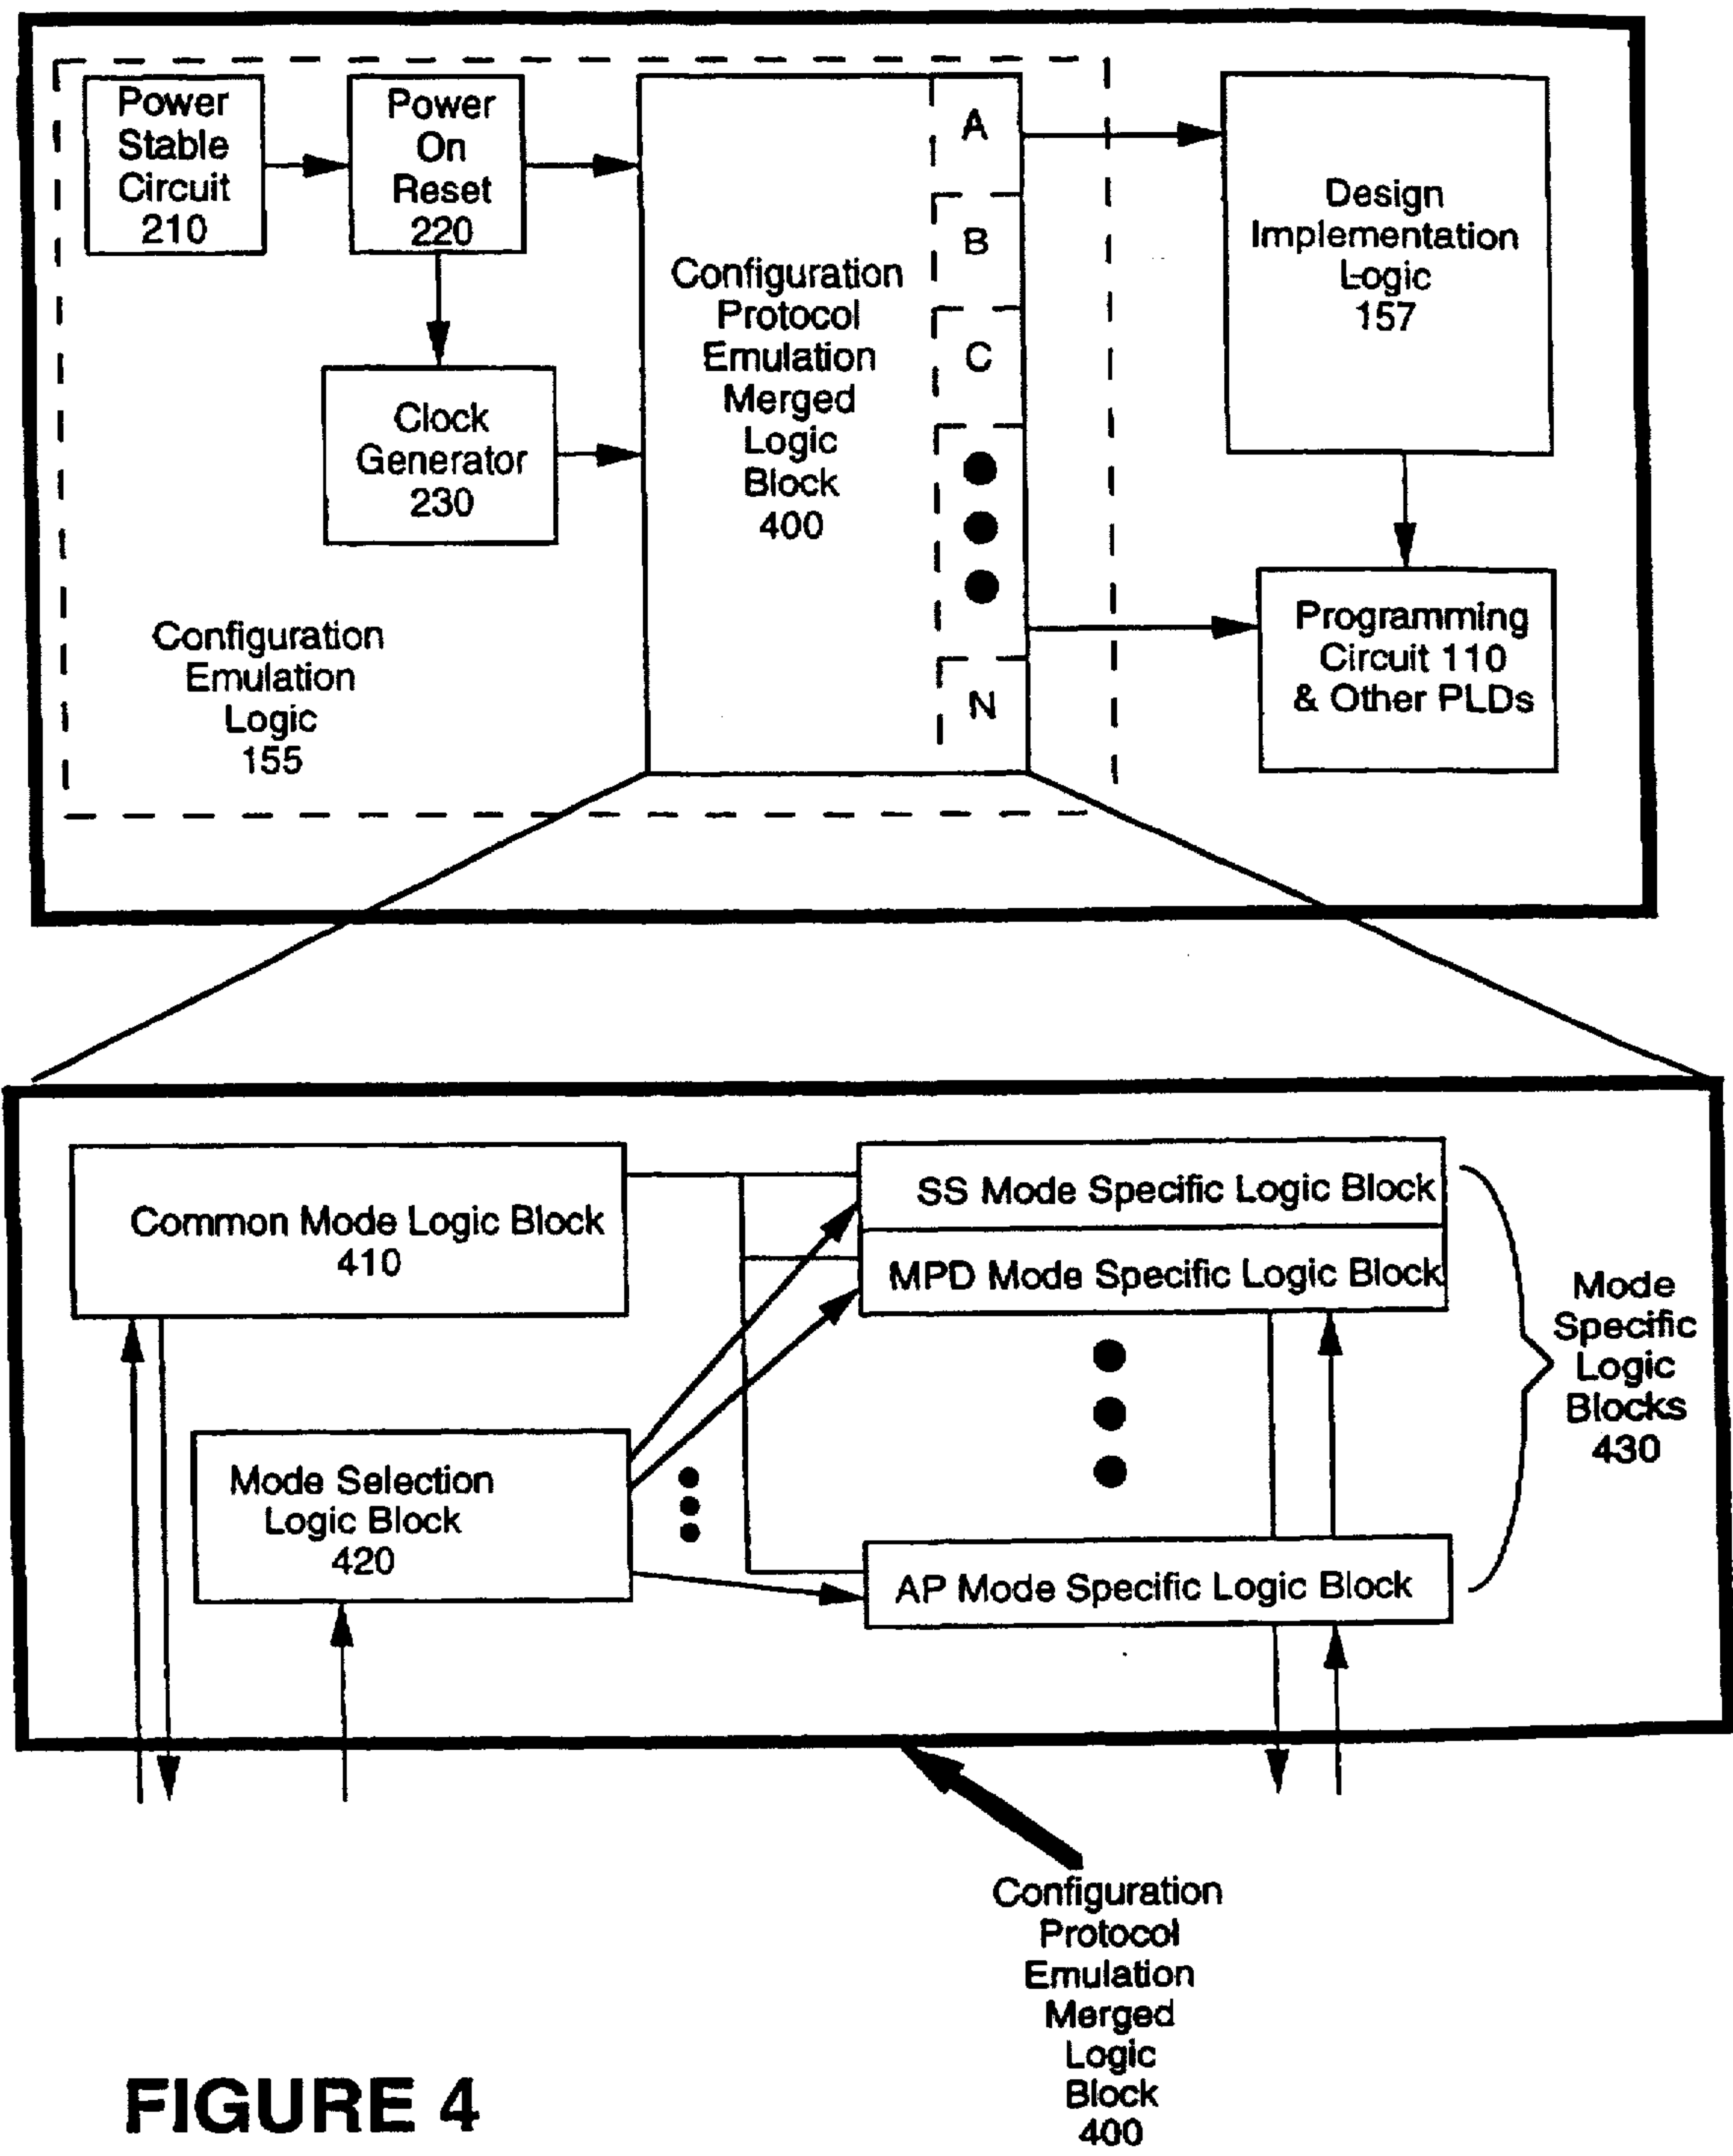 Power
Stable
Circuit
210
Power
On
Reset
220
Clock
Generator
230
Configuration
Emulation
Logic
155
Configuration
Protocol
Emulation
Merged
Logic
Block
400
A
B
C
N
Design
Implementation
Logic
157
Programming
Circuit 110
& Other PLDs
Common Mode Logic Block
410
Mode Selection
Logic Block
420
SS Mode Specific Logic Block
MPD Mode Specific Logic Block
AP Mode Specific Logic Block
Mode
Specific
Logic
Blocks
430
Configuration
Protocol
Emulation
Merged
Logic
Block
400
FIGURE 4